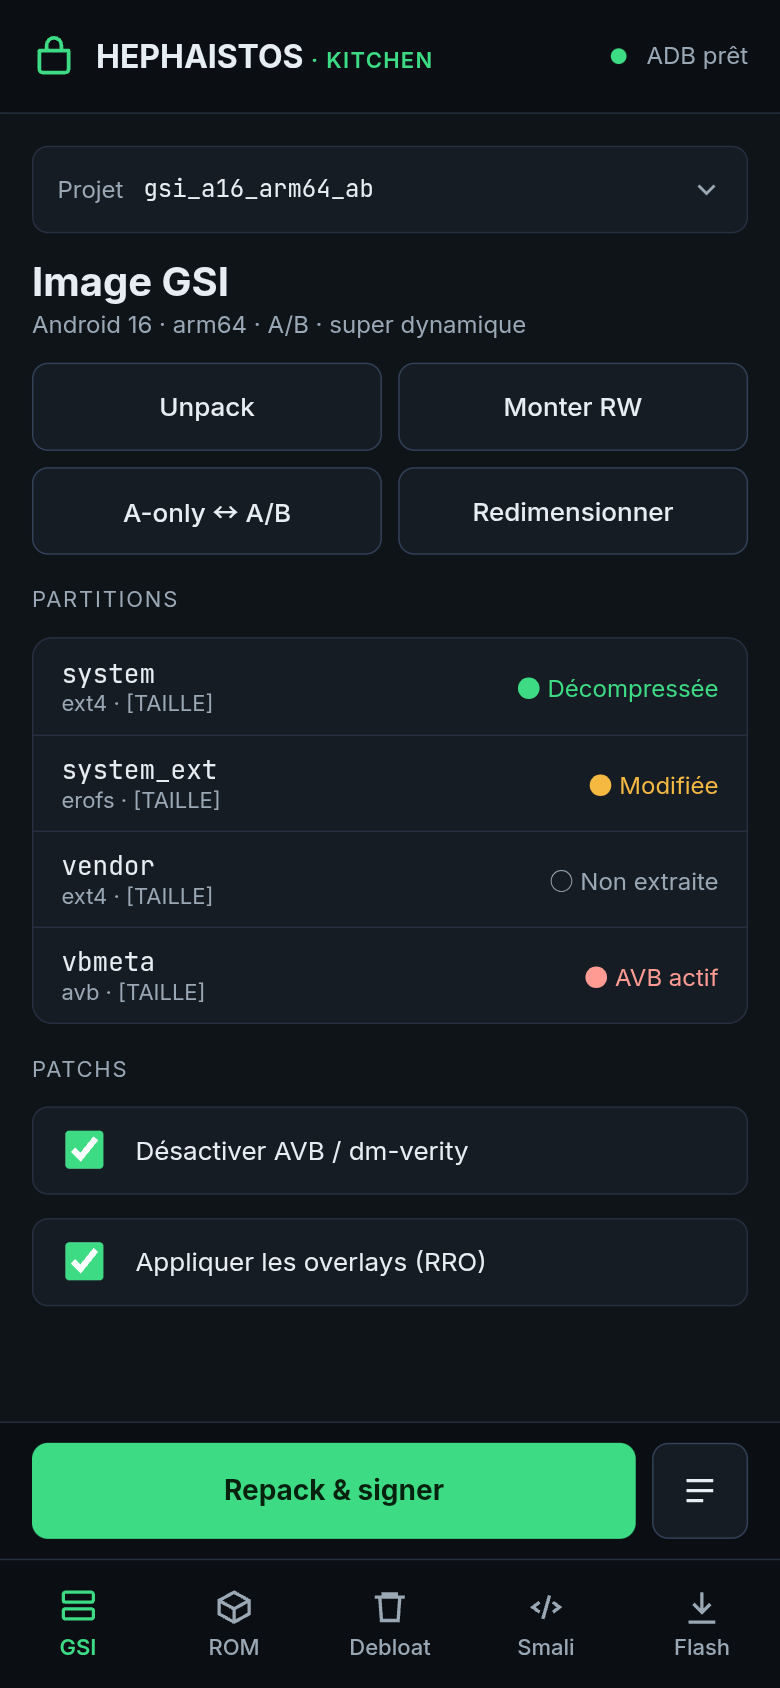 HEPHAISTOS · KITCHEN
ADB prêt
Projet gsi_a16_arm64_ab
Image GSI
Android 16 · arm64 · A/B · super dynamique
Unpack
Monter RW
A-only ↔ A/B
Redimensionner
PARTITIONS
system
ext4 · [TAILLE]
Décompressée
system_ext
erofs · [TAILLE]
Modifiée
vendor
ext4 · [TAILLE]
Non extraite
vbmeta
avb · [TAILLE]
AVB actif
PATCHS
Désactiver AVB / dm-verity
Appliquer les overlays (RRO)
Repack & signer
GSI
ROM
Debloat
Smali
Flash